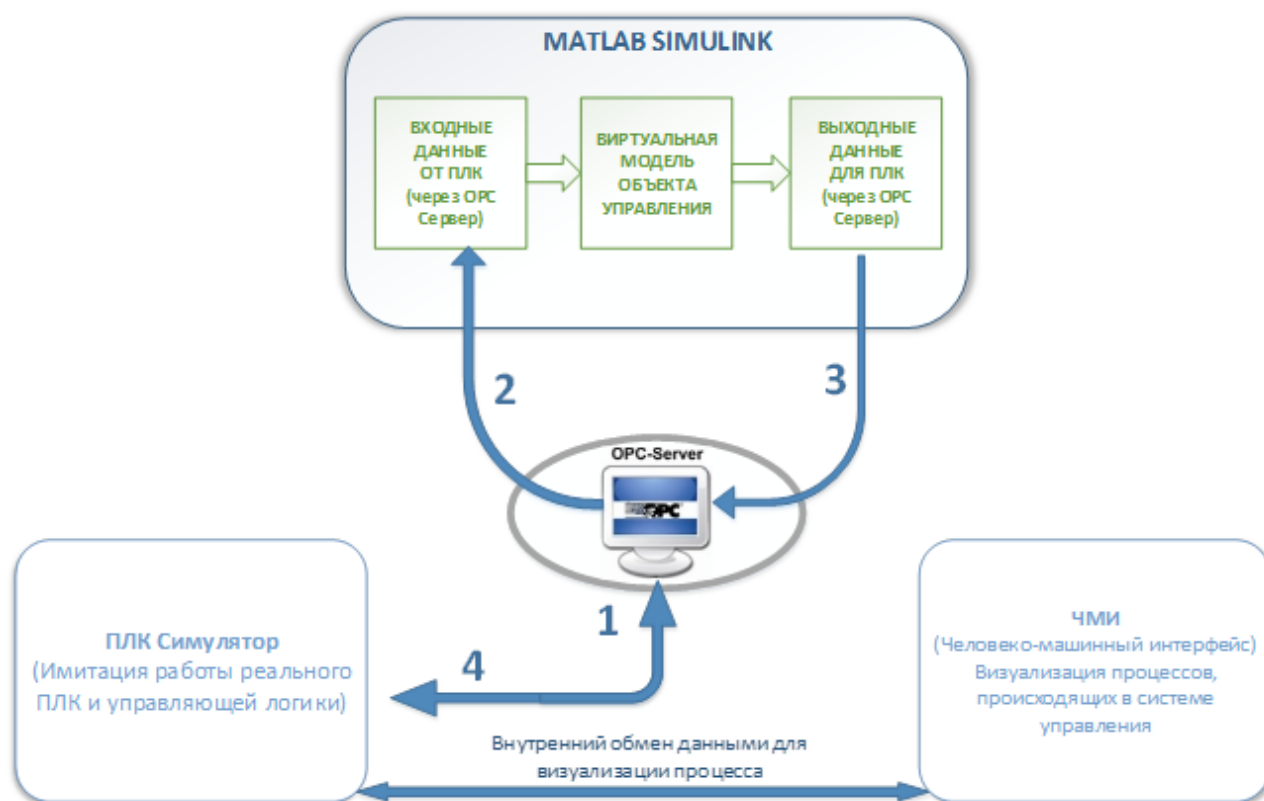 MATLAB SIMULINK
ВХОДНЫЕ
ДАННЫЕ
ОТ ПЛК
(через OPC
Сервер)
ВИРТУАЛЬНАЯ
МОДЕЛЬ
ОБЪЕКТА
УПРАВЛЕНИЯ
ВЫХОДНЫЕ
ДАННЫЕ
ДЛЯ ПЛК
(через OPC
Сервер)
2
3
OPC-Server
OPC
1
4
ПЛК Симулятор
(Имитация работы реального
ПЛК и управляющей логики)
ЧМИ
(Человеко-машинный интерфейс)
Визуализация процессов,
происходящих в системе
управления
Внутренний обмен данными для
визуализации процесса